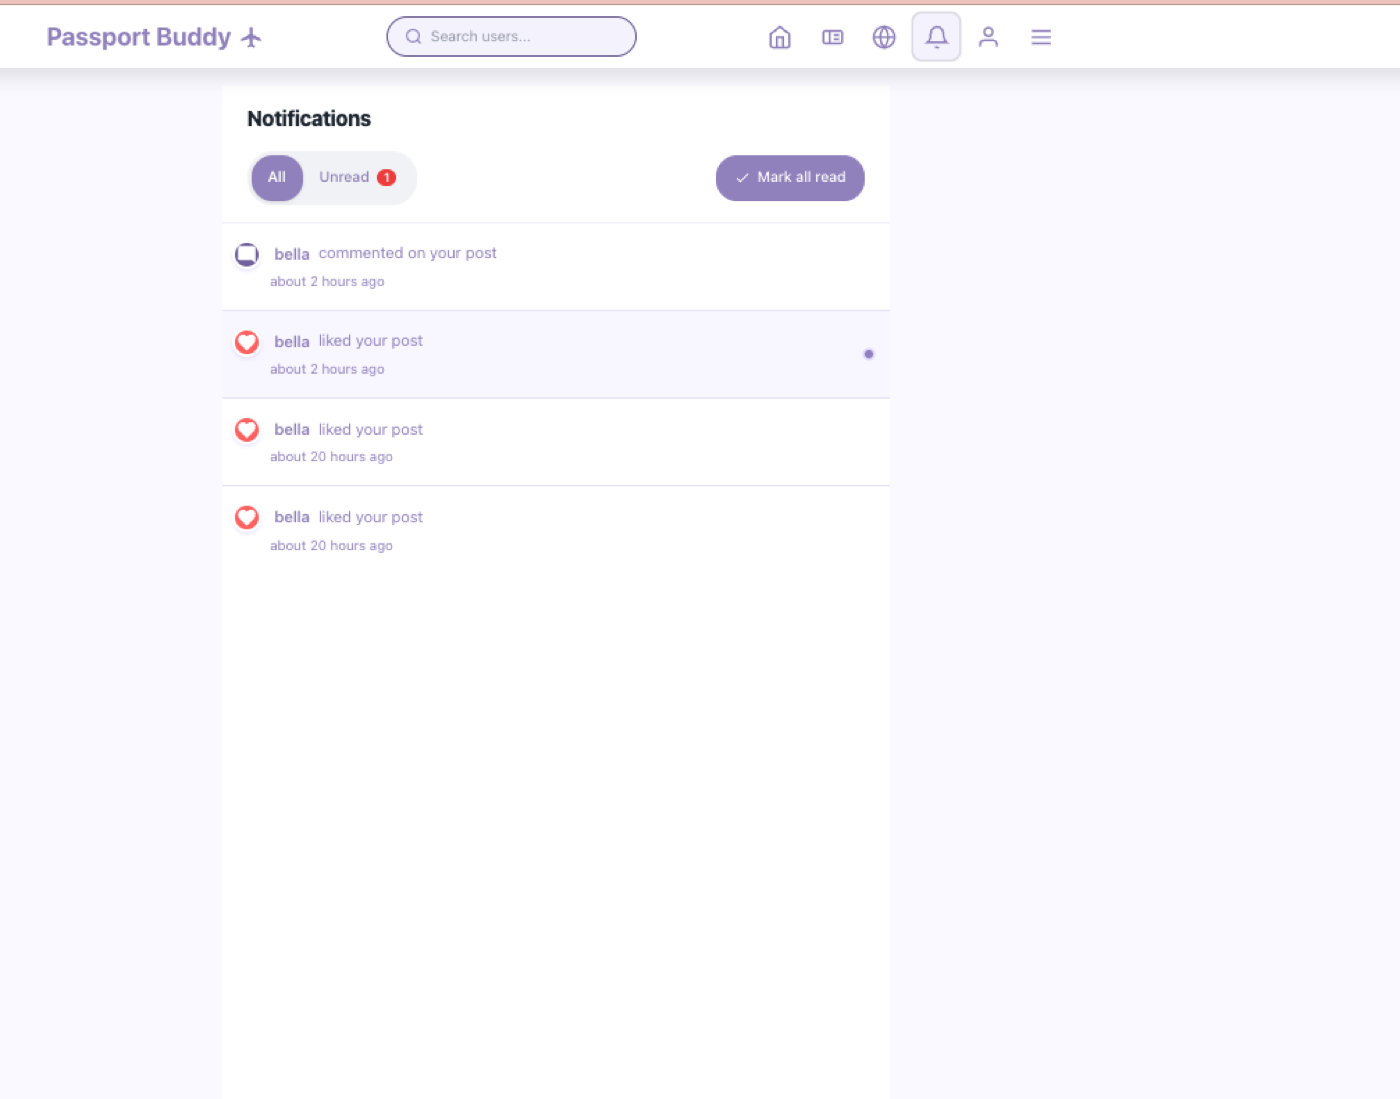 Passport Buddy
Search users...
Notifications
All
Unread 1
Mark all read
bella commented on your post
about 2 hours ago
bella liked your post
about 2 hours ago
bella liked your post
about 20 hours ago
bella liked your post
about 20 hours ago